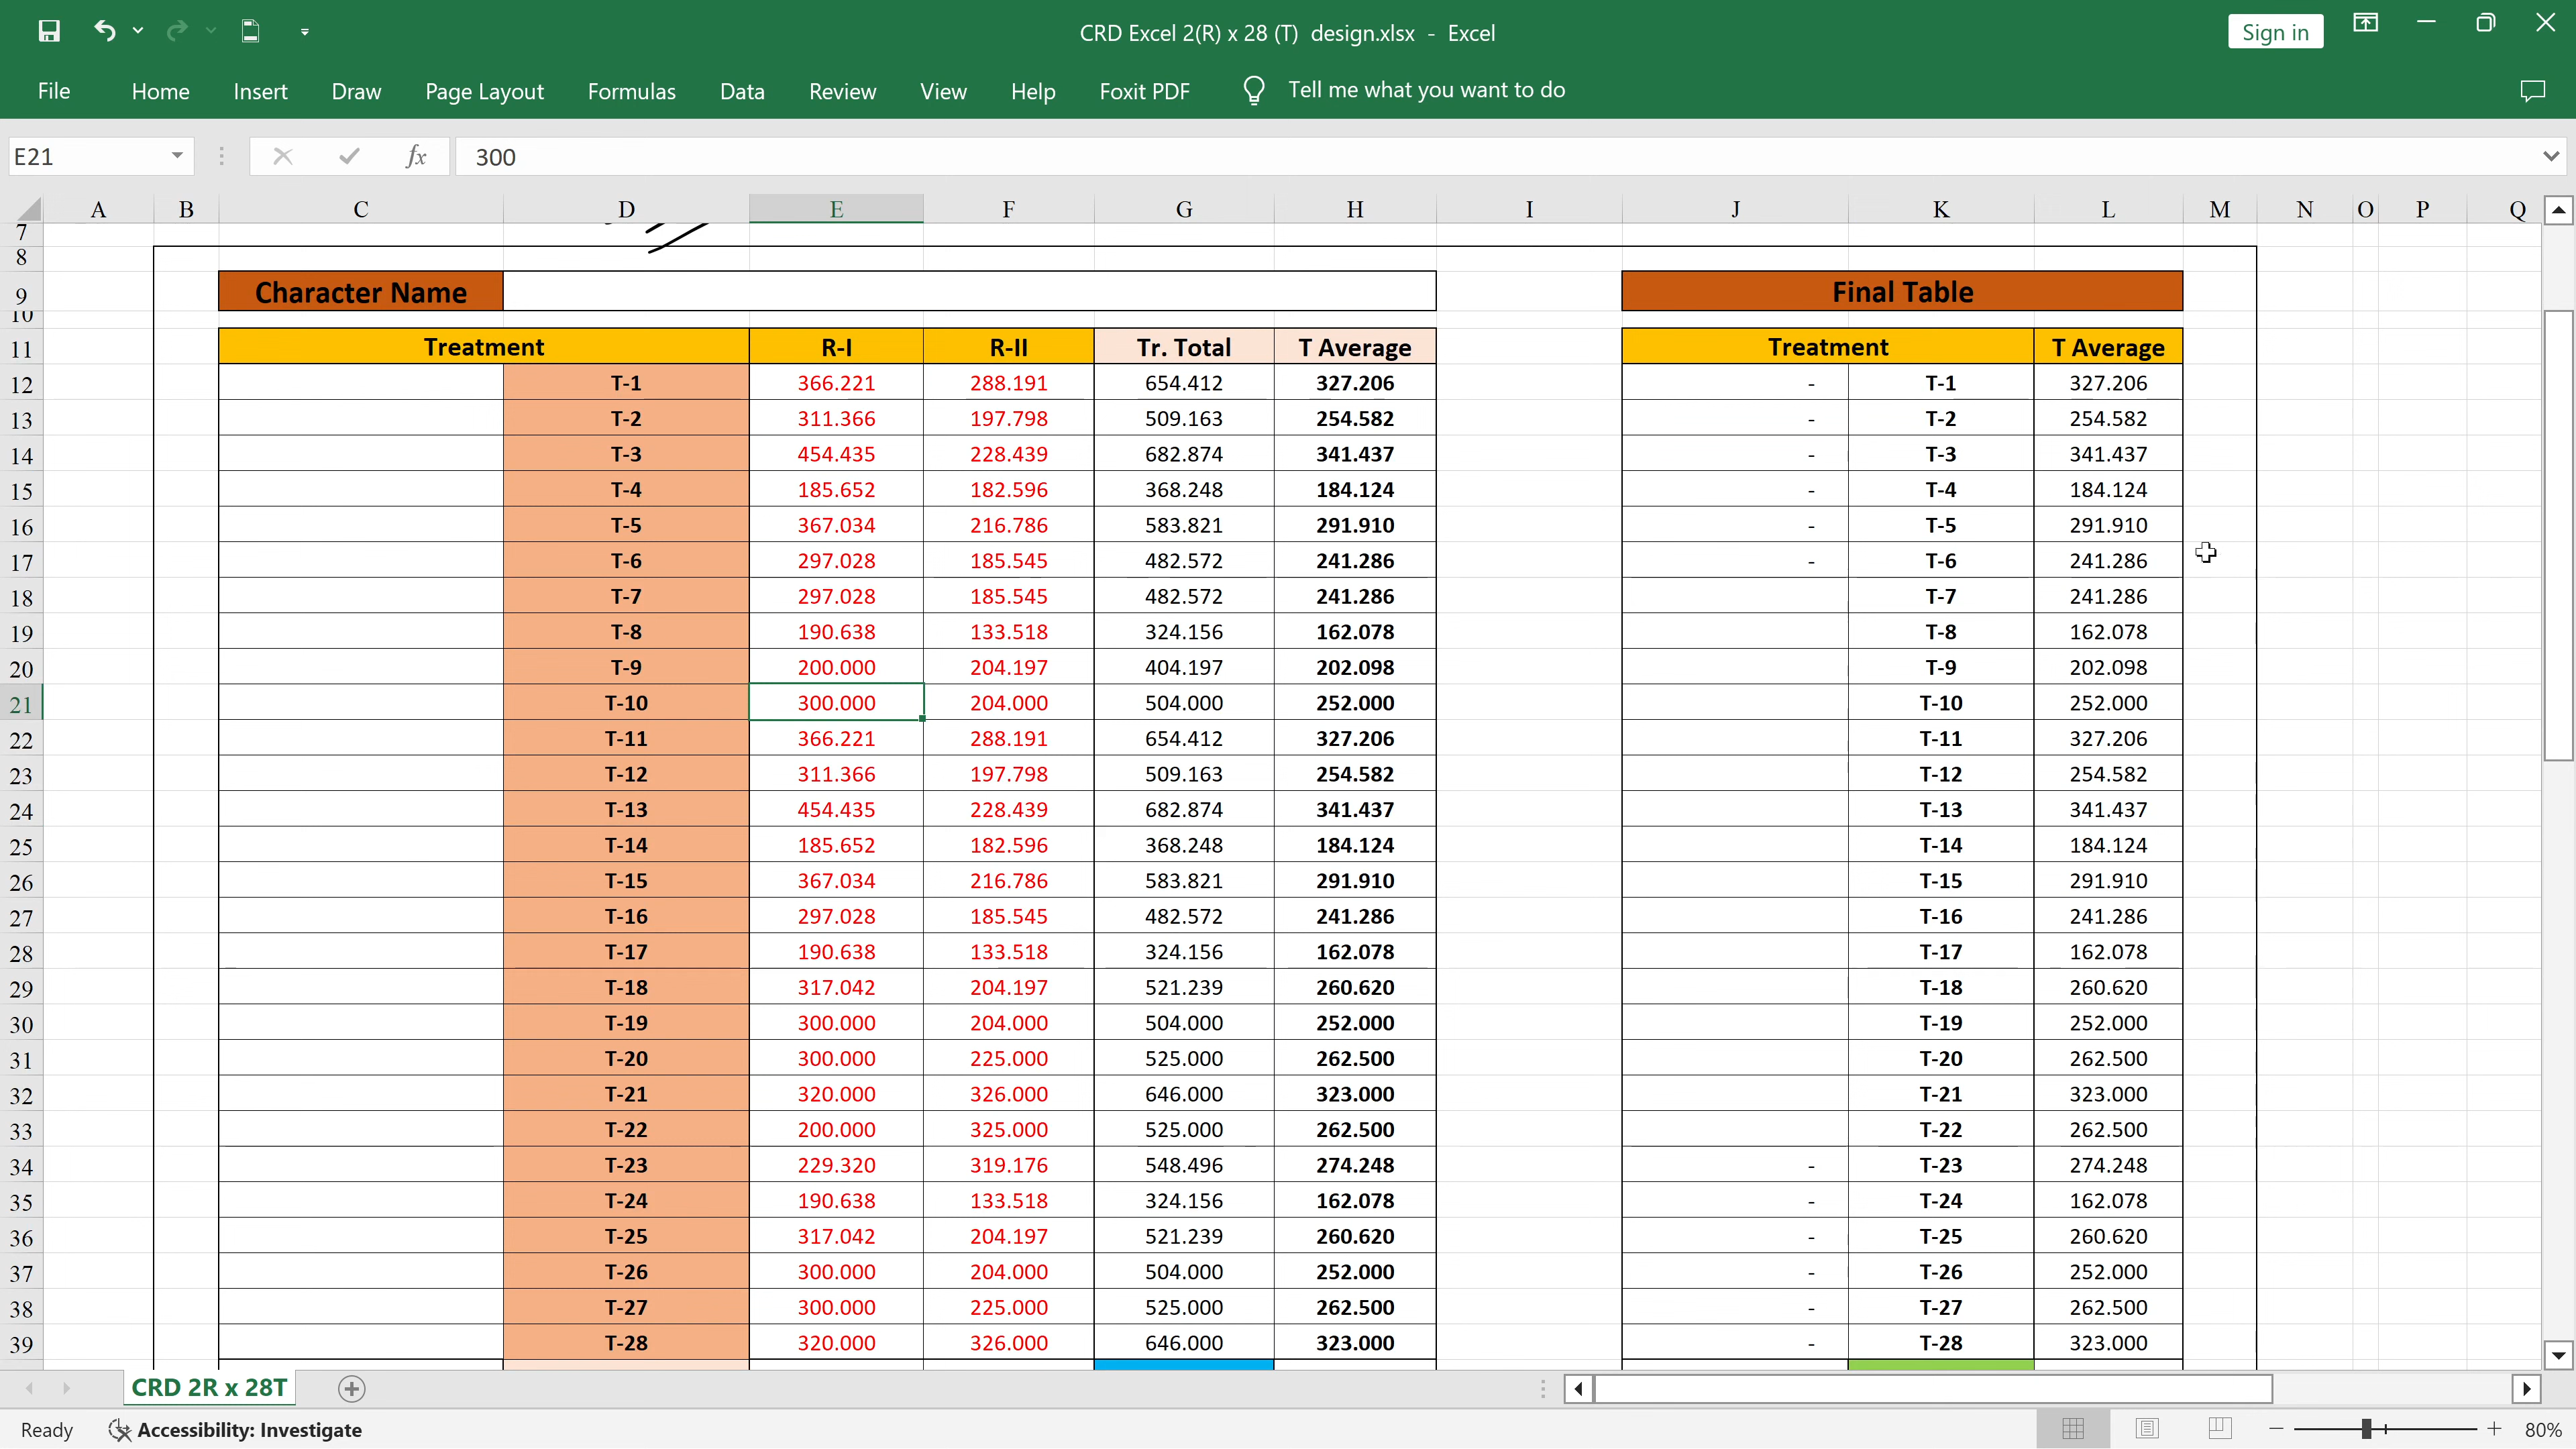 CRD Excel 2(R) x 28 (T)  design.xlsx  -  Excel
Sign in
File Home Insert Draw Page Layout Formulas Data Review View Help Foxit PDF Tell me what you want to do
E21 fx 300
A B C D E F G H I J K L M N O P Q
7
8
9 Character Name Final Table
10
11 Treatment R-I R-II Tr. Total T Average Treatment T Average
12 T-1 366.221 288.191 654.412 327.206 - T-1 327.206
13 T-2 311.366 197.798 509.163 254.582 - T-2 254.582
14 T-3 454.435 228.439 682.874 341.437 - T-3 341.437
15 T-4 185.652 182.596 368.248 184.124 - T-4 184.124
16 T-5 367.034 216.786 583.821 291.910 - T-5 291.910
17 T-6 297.028 185.545 482.572 241.286 - T-6 241.286
18 T-7 297.028 185.545 482.572 241.286 T-7 241.286
19 T-8 190.638 133.518 324.156 162.078 T-8 162.078
20 T-9 200.000 204.197 404.197 202.098 T-9 202.098
21 T-10 300.000 204.000 504.000 252.000 T-10 252.000
22 T-11 366.221 288.191 654.412 327.206 T-11 327.206
23 T-12 311.366 197.798 509.163 254.582 T-12 254.582
24 T-13 454.435 228.439 682.874 341.437 T-13 341.437
25 T-14 185.652 182.596 368.248 184.124 T-14 184.124
26 T-15 367.034 216.786 583.821 291.910 T-15 291.910
27 T-16 297.028 185.545 482.572 241.286 T-16 241.286
28 T-17 190.638 133.518 324.156 162.078 T-17 162.078
29 T-18 317.042 204.197 521.239 260.620 T-18 260.620
30 T-19 300.000 204.000 504.000 252.000 T-19 252.000
31 T-20 300.000 225.000 525.000 262.500 T-20 262.500
32 T-21 320.000 326.000 646.000 323.000 T-21 323.000
33 T-22 200.000 325.000 525.000 262.500 T-22 262.500
34 T-23 229.320 319.176 548.496 274.248 - T-23 274.248
35 T-24 190.638 133.518 324.156 162.078 - T-24 162.078
36 T-25 317.042 204.197 521.239 260.620 - T-25 260.620
37 T-26 300.000 204.000 504.000 252.000 - T-26 252.000
38 T-27 300.000 225.000 525.000 262.500 - T-27 262.500
39 T-28 320.000 326.000 646.000 323.000 - T-28 323.000
CRD 2R x 28T
Ready Accessibility: Investigate 80%